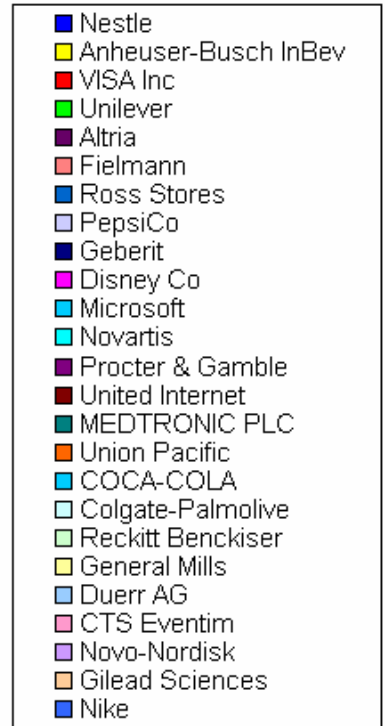 Nestle
Anheuser-Busch InBev
VISA Inc
Unilever
Altria
Fielmann
Ross Stores
PepsiCo
Geberit
Disney Co
Microsoft
Novartis
Procter & Gamble
United Internet
MEDTRONIC PLC
Union Pacific
COCA-COLA
Colgate-Palmolive
Reckitt Benckiser
General Mills
Duerr AG
CTS Eventim
Novo-Nordisk
Gilead Sciences
Nike